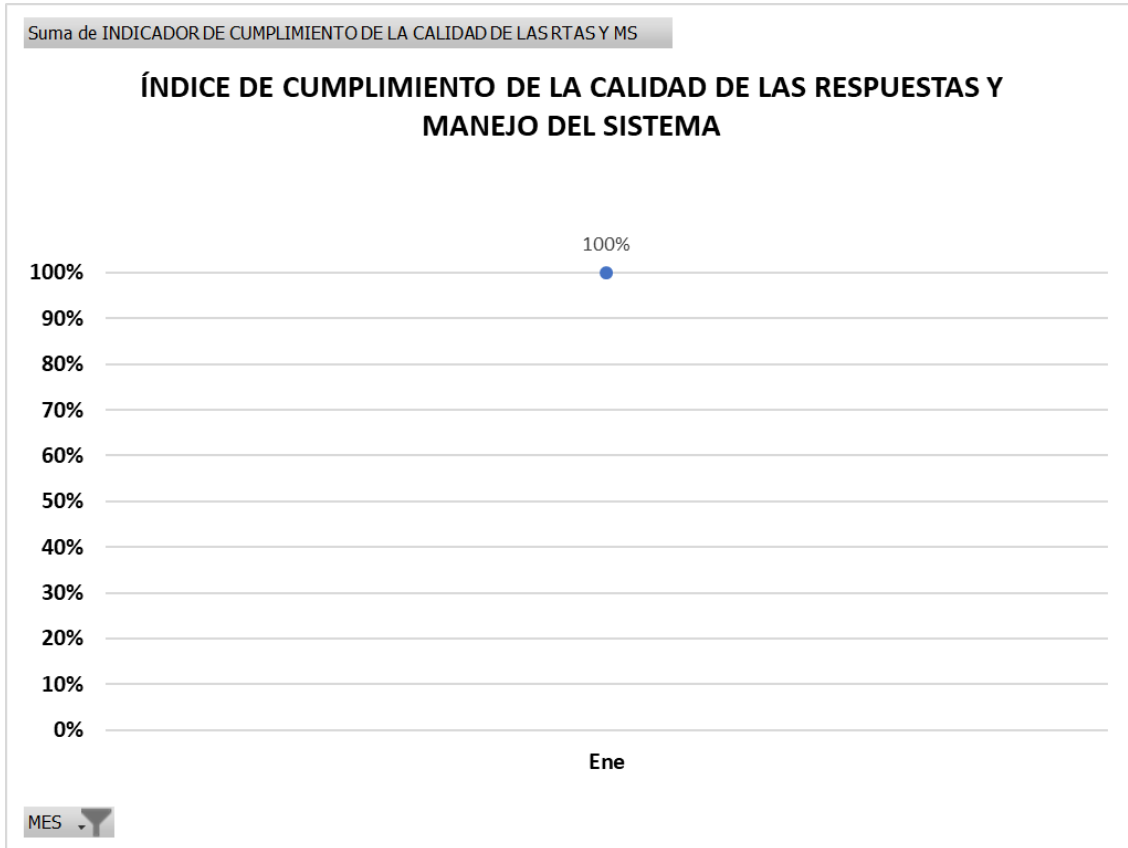 Suma de INDICADOR DE CUMPLIMIENTO DE LA CALIDAD DE LAS RTAS Y MS
ÍNDICE DE CUMPLIMIENTO DE LA CALIDAD DE LAS RESPUESTAS Y
MANEJO DEL SISTEMA
100%
100%
90%
80%
70%
60%
50%
40%
30%
20%
10%
0%
Ene
MES